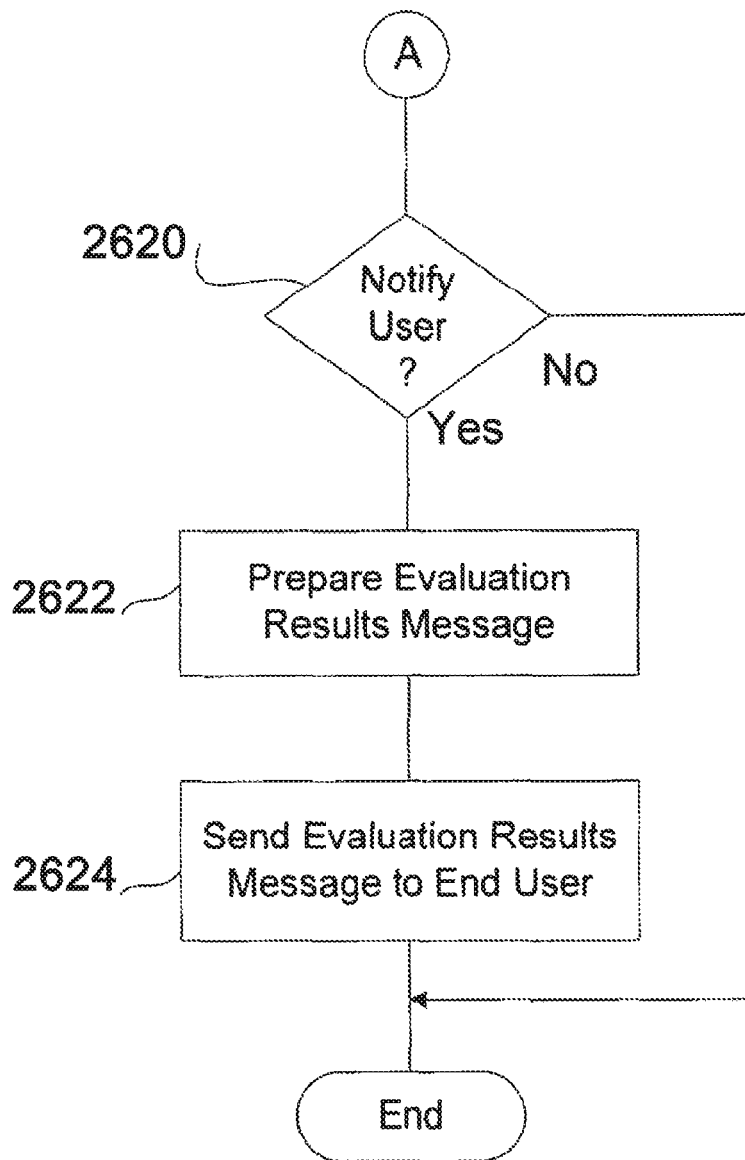 A
2620
Notify
User
?
No
Yes
2622
Prepare Evaluation
Results Message
2624
Send Evaluation Results
Message to End User
End